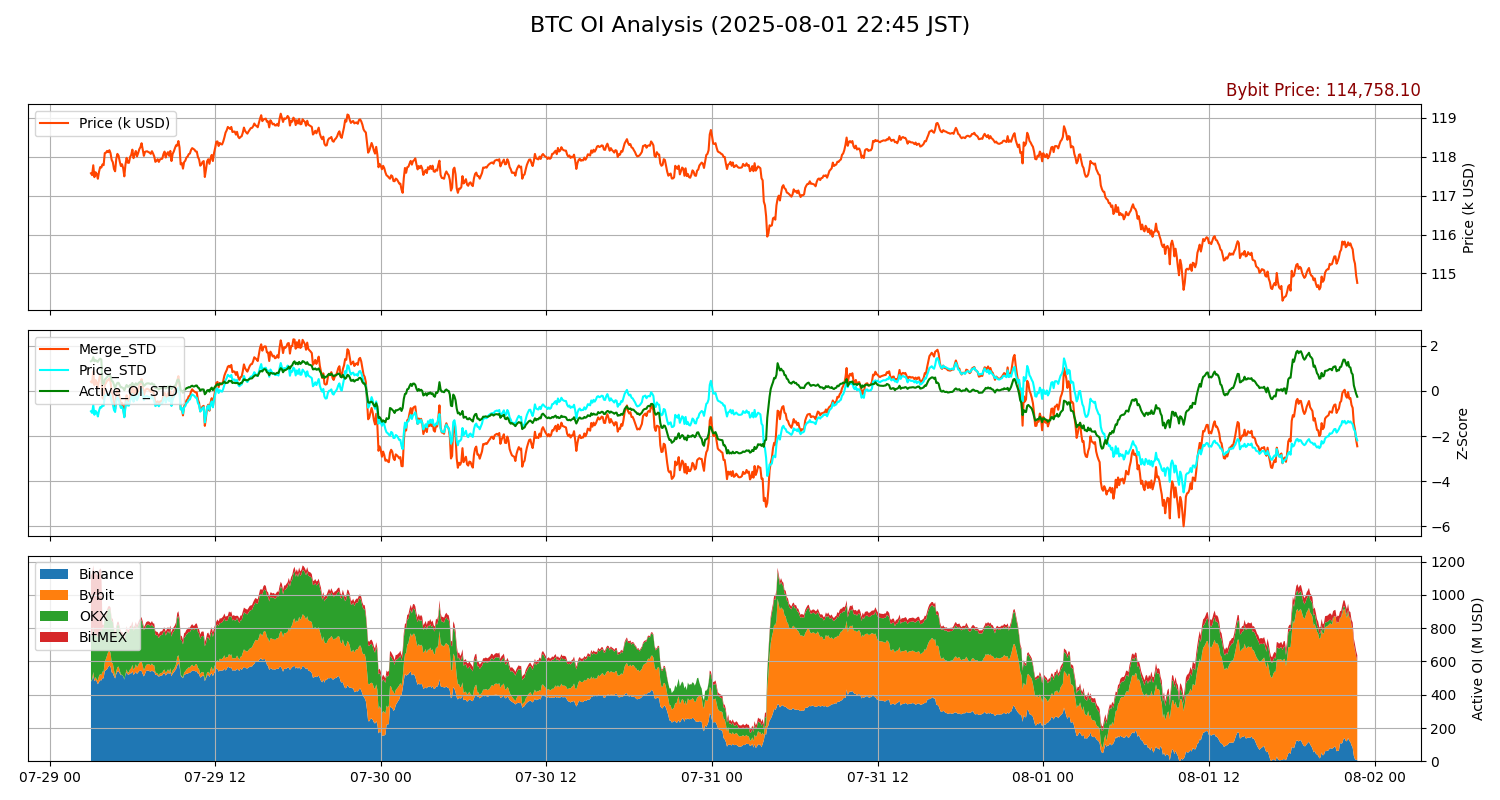 BTC OI Analysis (2025-08-01 22:45 JST)
Bybit Price: 114,758.10
Price (k USD)
119
118
117
116
115
Price (k USD)
Merge_STD
Price_STD
Active_OI_STD
2
0
−2
−4
−6
Z-Score
Binance
Bybit
OKX
BitMEX
1200
1000
800
600
400
200
0
Active OI (M USD)
07-29 00
07-29 12
07-30 00
07-30 12
07-31 00
07-31 12
08-01 00
08-01 12
08-02 00